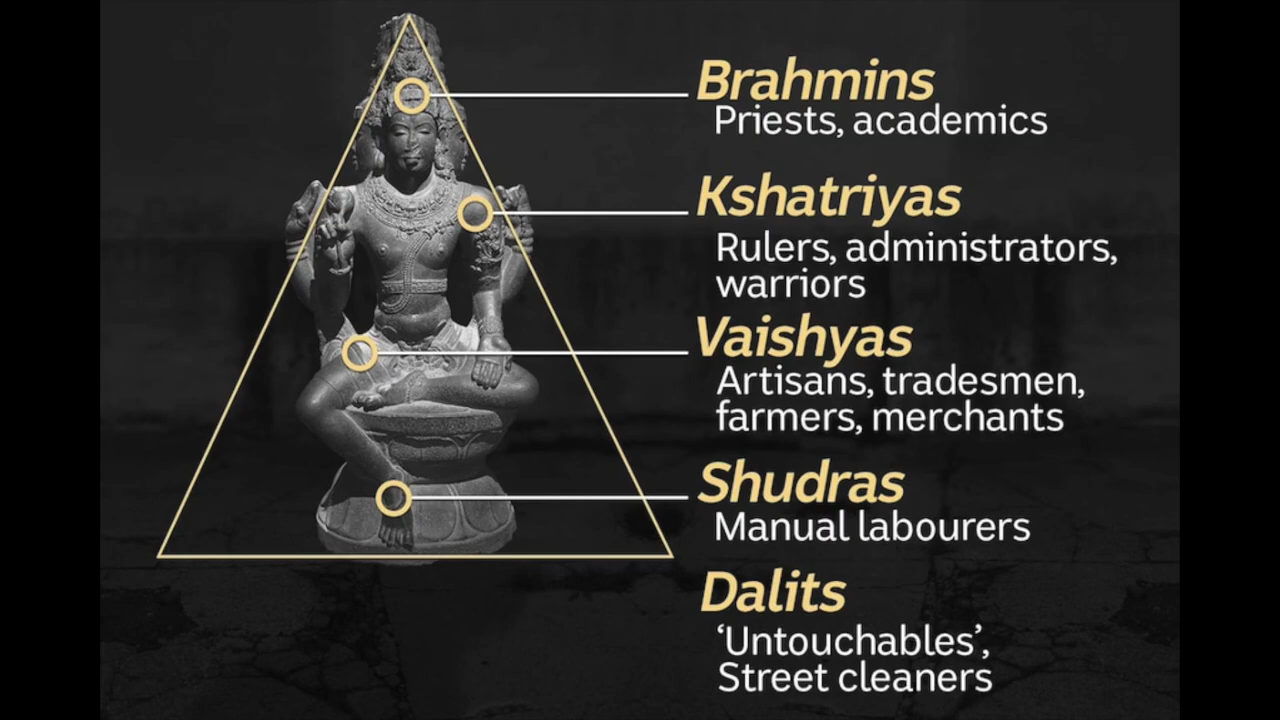 Brahmins
Priests, academics
Kshatriyas
Rulers, administrators,
warriors
Vaishyas
Artisans, tradesmen,
farmers, merchants
Shudras
Manual labourers
Dalits
‘Untouchables’,
Street cleaners